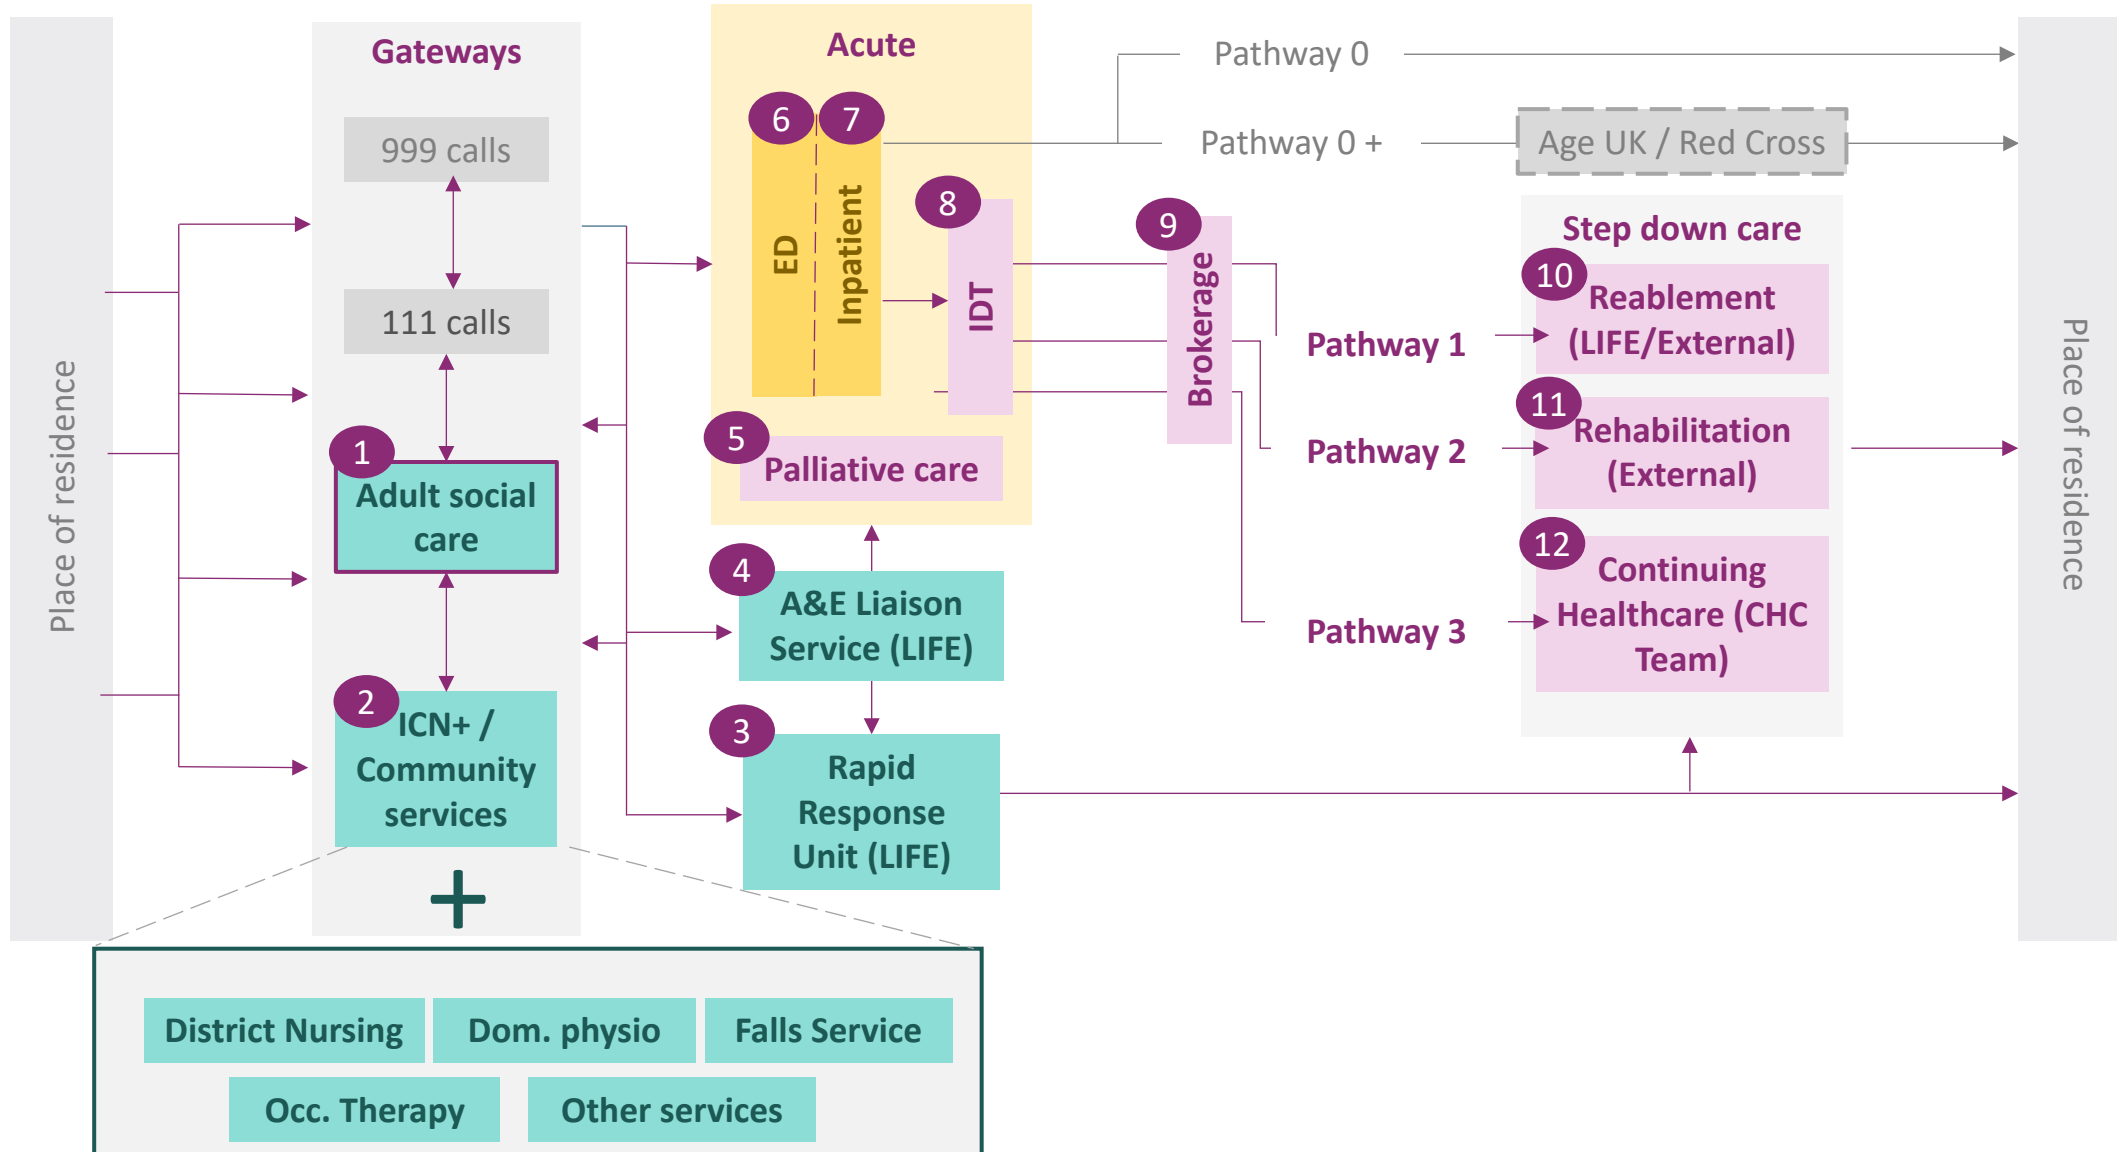 Place of residence
Gateways
999 calls
111 calls
1
Adult social
care
2
ICN+ /
Community
services
+
District Nursing
Dom. physio
Falls Service
Occ. Therapy
Other services
Acute
6
ED
7
Inpatient
8
IDT
5
Palliative care
4
A&E Liaison
Service (LIFE)
3
Rapid
Response
Unit (LIFE)
9
Brokerage
Pathway 0
Pathway 0 +
Age UK / Red Cross
Pathway 1
Pathway 2
Pathway 3
Step down care
10
Reablement
(LIFE/External)
11
Rehabilitation
(External)
12
Continuing
Healthcare (CHC
Team)
Place of residence